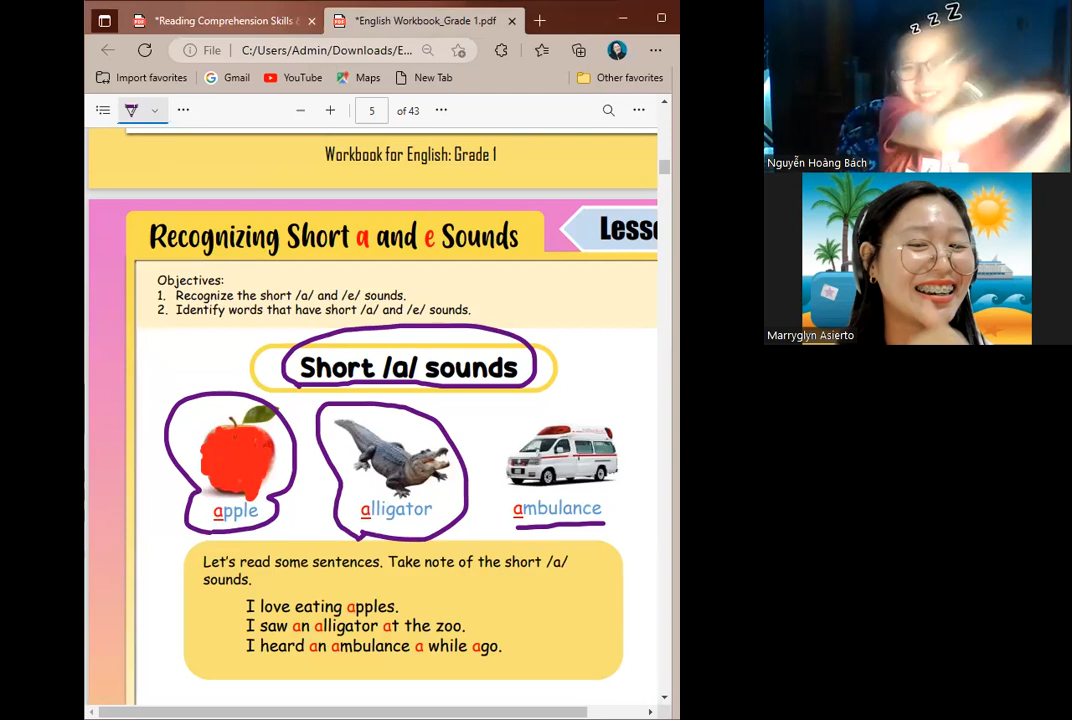 *Reading Comprehension Skills
*English Workbook_Grade 1.pdf
File
C:/Users/Admin/Downloads/E...
Import favorites
Gmail
YouTube
Maps
New Tab
Other favorites
5 of 43
Workbook for English: Grade 1
Recognizing Short a and e Sounds
Lesso
Objectives:
1. Recognize the short /a/ and /e/ sounds.
2. Identify words that have short /a/ and /e/ sounds.
Short /a/ sounds
apple
alligator
ambulance
Let's read some sentences. Take note of the short /a/
sounds.
I love eating apples.
I saw an alligator at the zoo.
I heard an ambulance a while ago.
z z Z
Nguyễn Hoàng Bách
Marryglyn Asierto